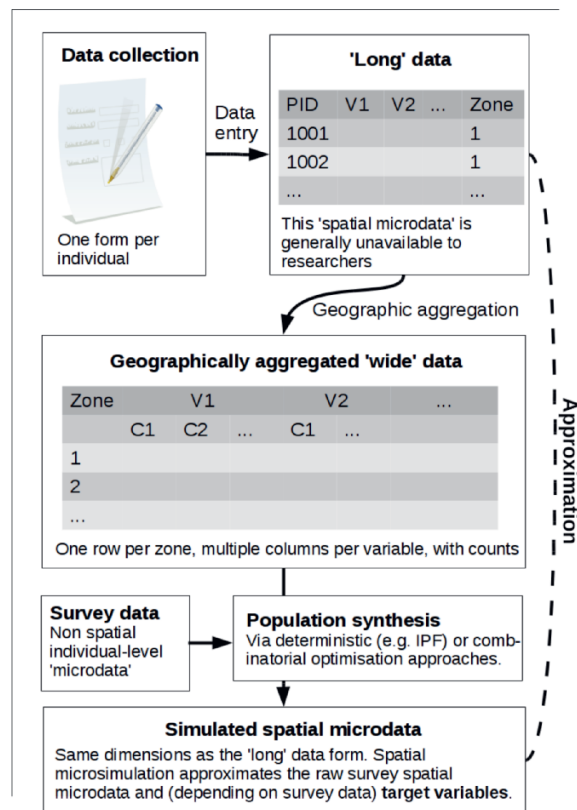 Data collection
One form per
individual
Data
entry
'Long' data
PID V1 V2 ... Zone
1001 1
1002 1
... ...
This 'spatial microdata' is
generally unavailable to
researchers
Geographic aggregation
Geographically aggregated 'wide' data
Zone V1 V2 ...
C1 C2 ... C1 ...
1
2
...
One row per zone, multiple columns per variable, with counts
Approximation
Survey data
Non spatial
individual-level
'microdata'
Population synthesis
Via deterministic (e.g. IPF) or comb-
inatorial optimisation approaches.
Simulated spatial microdata
Same dimensions as the 'long' data form. Spatial
microsimulation approximates the raw survey spatial
microdata and (depending on survey data) target variables.